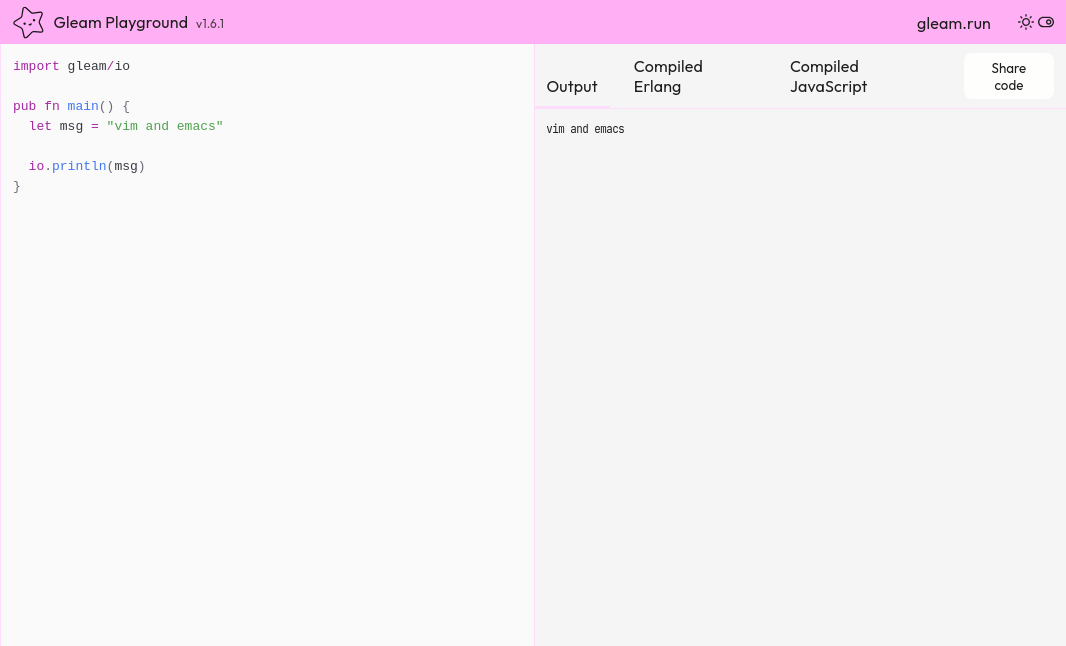 Gleam Playground v1.6.1
gleam.run
import gleam/io
pub fn main() {
  let msg = "vim and emacs"
  io.println(msg)
}
Output
Compiled
Erlang
Compiled
JavaScript
Share
code
vim and emacs